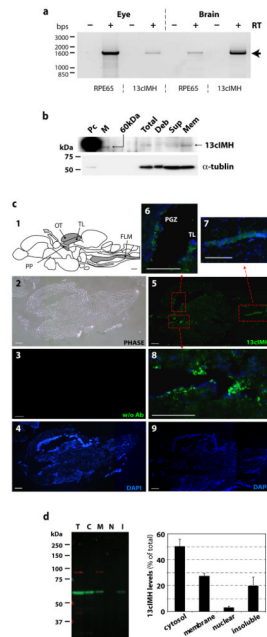 a
Eye Brain
bps − + − + − + − + RT
3000
2000
1600
1000
850
RPE65 13cIMH RPE65 13cIMH
b
Pc M 60kDa Total Deb Sup Mem
kDa
13cIMH
75
50
α-tublin
c
1
OT TL FLM
PP
6
PGZ
TL
7
2
PHASE
5
13cIMH
3
w/o Ab
8
4
DAPI
9
DAPI
d
kDa T C M N I
250
150
100
75
50
37
13cIMH levels (% of total)
60
50
40
30
20
10
0
cytosol membrane nuclear insoluble